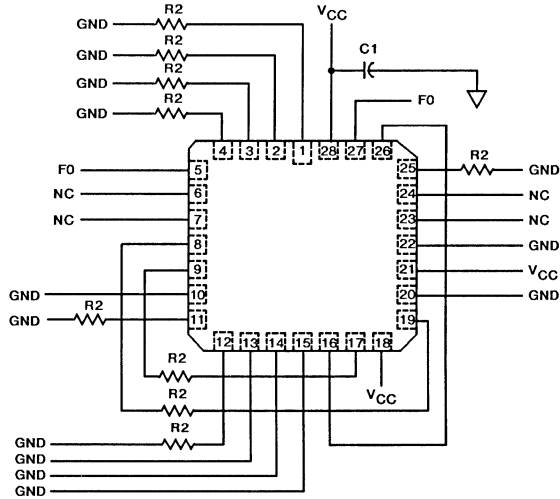 R2
GND
VCC
R2
GND
C1
R2
GND
F0
R2
GND
4 3 2 1 28 27 26
F0 5 25 R2 GND
NC 6 24 NC
NC 7 23 NC
8 22 GND
9 21 VCC
GND 10 20 GND
R2
GND 11 19
12 13 14 15 16 17 18
R2
VCC
R2
R2
GND
GND
GND
GND